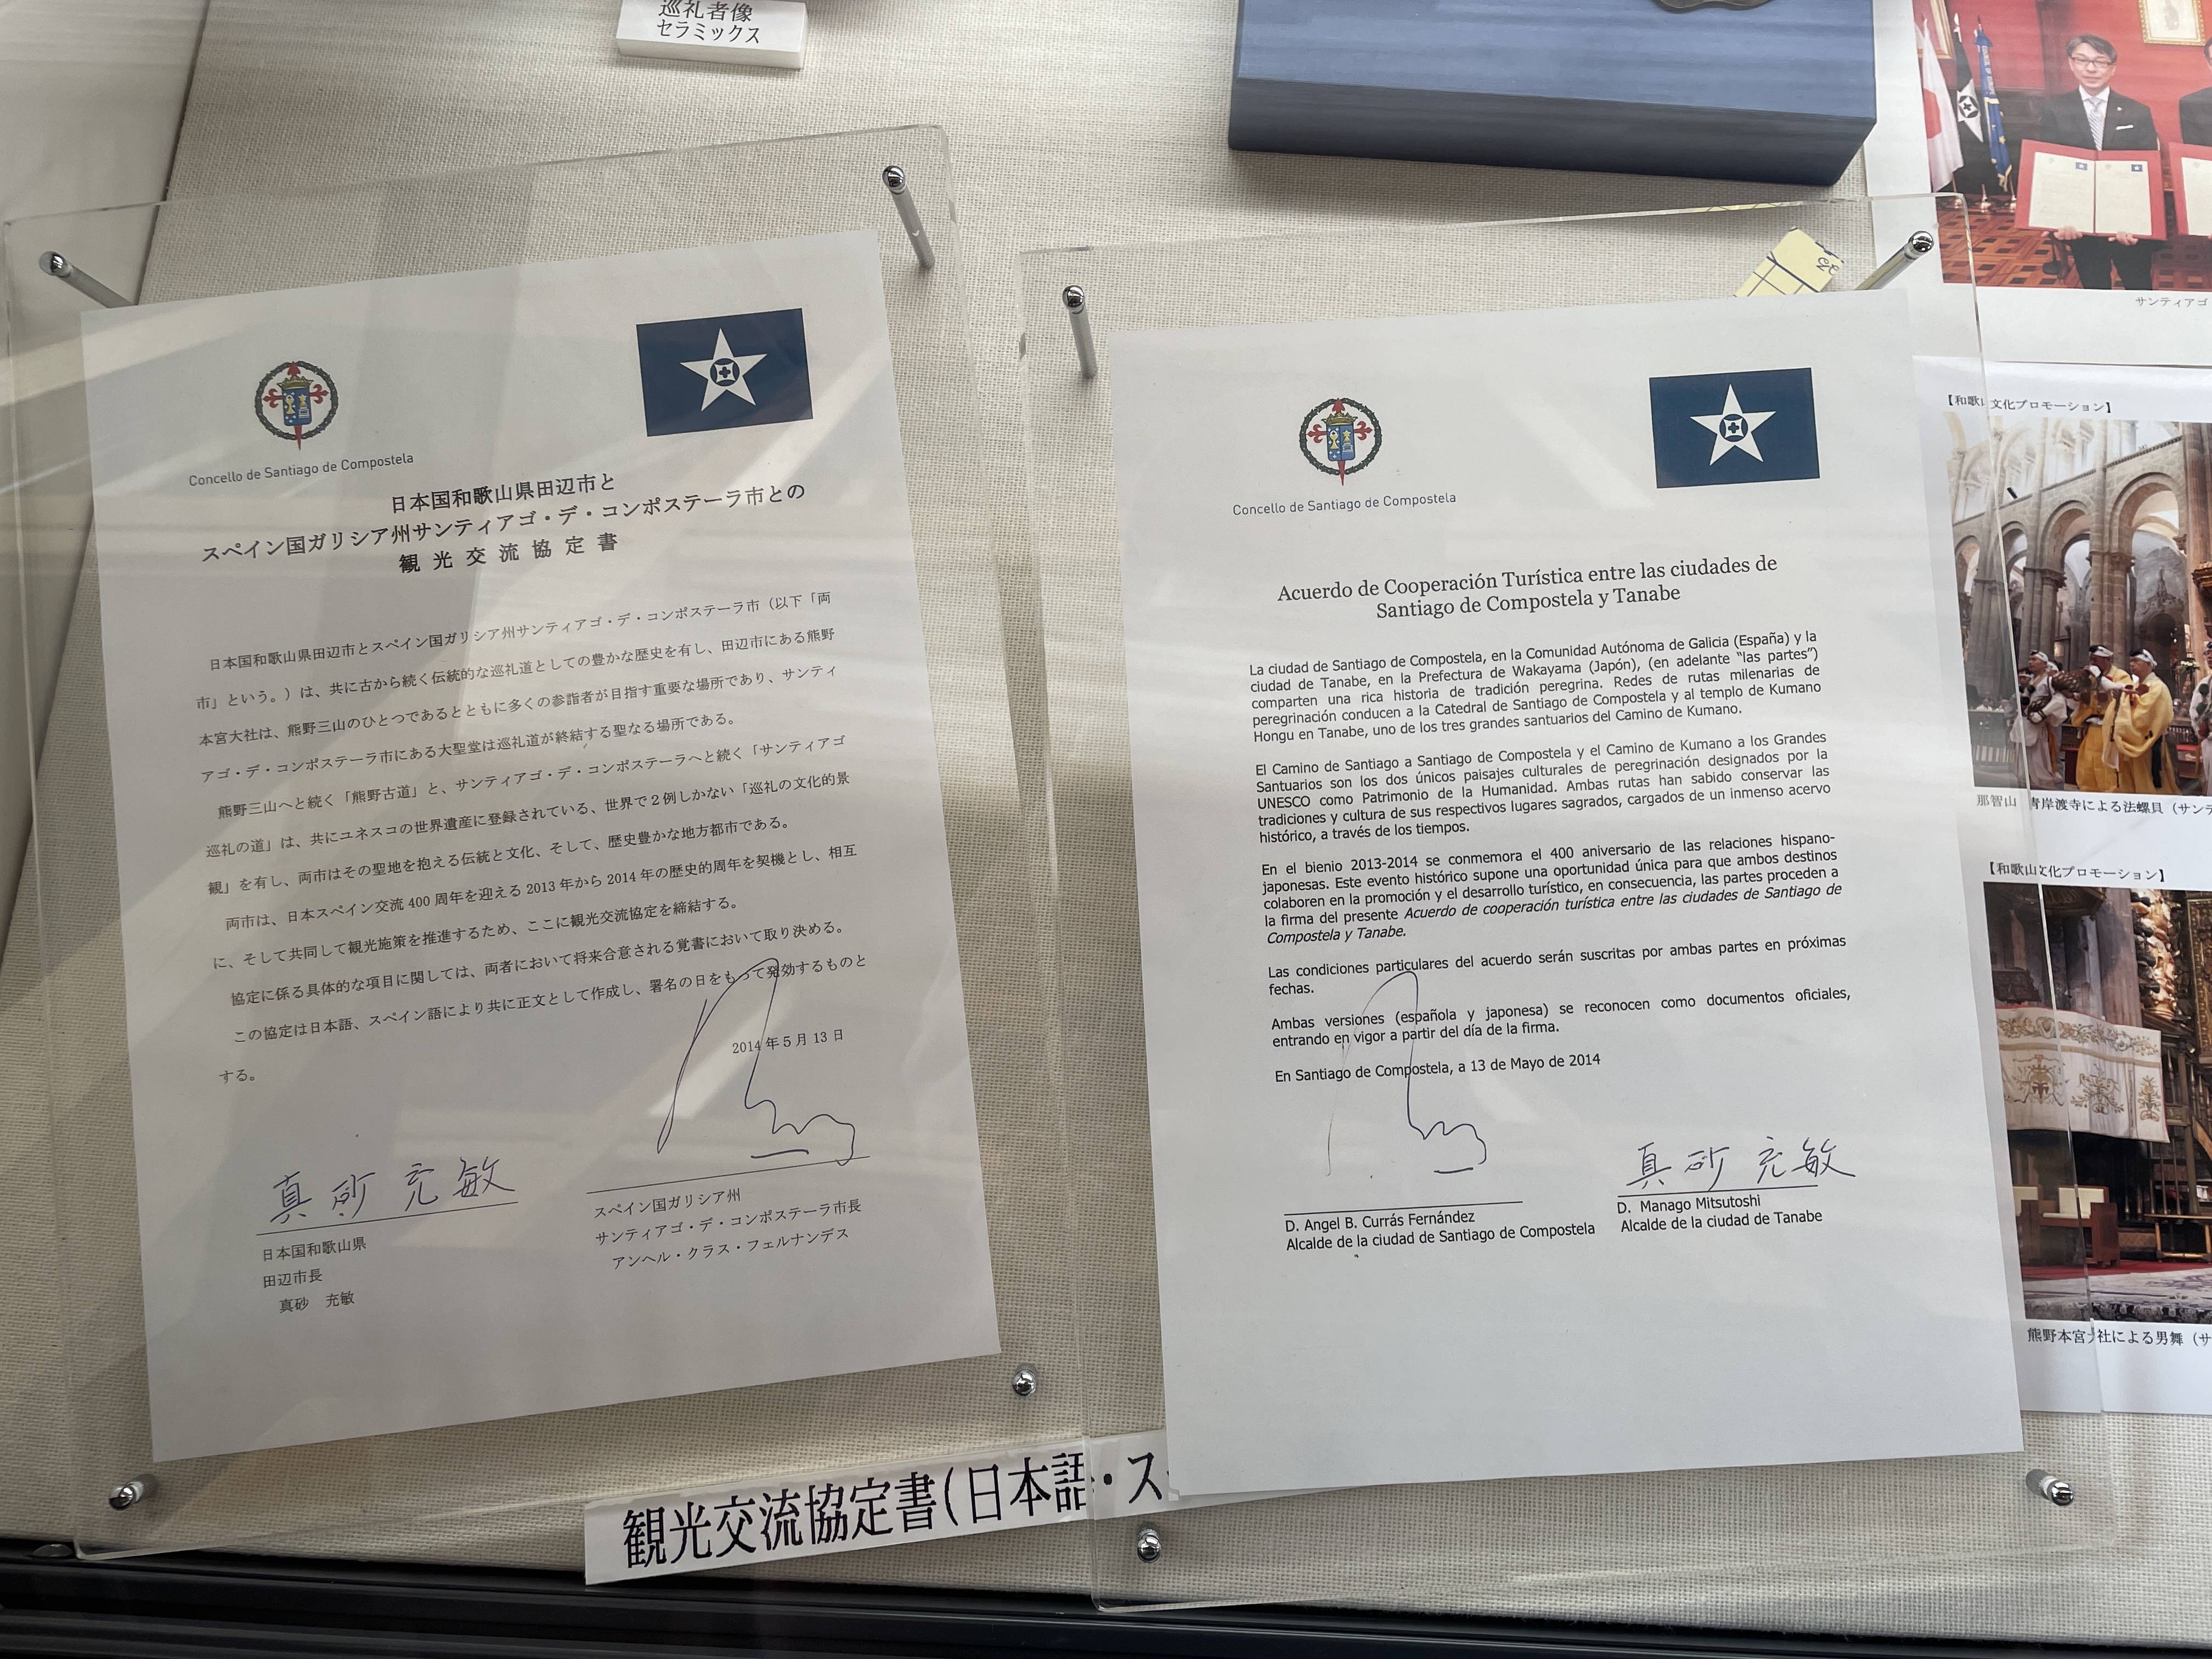 巡礼者像
セラミックス
Concello de Santiago de Compostela
日本国和歌山県田辺市と
スペイン国ガリシア州サンティアゴ・デ・コンポステーラ市との
観光交流協定書
日本国和歌山県田辺市とスペイン国ガリシア州サンティアゴ・デ・コンポステーラ市（以下「両
市」という。）は、共に古から続く伝統的な巡礼道としての豊かな歴史を有し、田辺市にある熊野
本宮大社は、熊野三山のひとつであるとともに多くの参詣者が目指す重要な場所であり、サンティ
アゴ・デ・コンポステーラ市にある大聖堂は巡礼道が終結する聖なる場所である。
熊野三山へと続く「熊野古道」と、サンティアゴ・デ・コンポステーラへと続く「サンティアゴ
巡礼の道」は、共にユネスコの世界遺産に登録されている、世界で２例しかない「巡礼の文化的景
観」を有し、両市はその聖地を抱える伝統と文化、そして、歴史豊かな地方都市である。
両市は、日本スペイン交流 400 周年を迎える 2013 年から 2014 年の歴史的周年を契機とし、相互
に、そして共同して観光施策を推進するため、ここに観光交流協定を締結する。
協定に係る具体的な項目に関しては、両者において将来合意される覚書において取り決める。
この協定は日本語、スペイン語により共に正文として作成し、署名の日をもって発効するものと
する。
2014 年 5 月 13 日
真砂 充敏
日本国和歌山県
田辺市長
真砂 充敏
スペイン国ガリシア州
サンティアゴ・デ・コンポステーラ市長
アンヘル・クラス・フェルナンデス
Concello de Santiago de Compostela
Acuerdo de Cooperación Turística entre las ciudades de
Santiago de Compostela y Tanabe
La ciudad de Santiago de Compostela, en la Comunidad Autónoma de Galicia (España) y la
ciudad de Tanabe, en la Prefectura de Wakayama (Japón), (en adelante “las partes”)
comparten una rica historia de tradición peregrina. Redes de rutas milenarias de
peregrinación conducen a la Catedral de Santiago de Compostela y al templo de Kumano
Hongu en Tanabe, uno de los tres grandes santuarios del Camino de Kumano.
El Camino de Santiago a Santiago de Compostela y el Camino de Kumano a los Grandes
Santuarios son los dos únicos paisajes culturales de peregrinación designados por la
UNESCO como Patrimonio de la Humanidad. Ambas rutas han sabido conservar las
tradiciones y cultura de sus respectivos lugares sagrados, cargados de un inmenso acervo
histórico, a través de los tiempos.
En el bienio 2013-2014 se conmemora el 400 aniversario de las relaciones hispano-
japonesas. Este evento histórico supone una oportunidad única para que ambos destinos
colaboren en la promoción y el desarrollo turístico, en consecuencia, las partes proceden a
la firma del presente Acuerdo de cooperación turística entre las ciudades de Santiago de
Compostela y Tanabe.
Las condiciones particulares del acuerdo serán suscritas por ambas partes en próximas
fechas.
Ambas versiones (española y japonesa) se reconocen como documentos oficiales,
entrando en vigor a partir del día de la firma.
En Santiago de Compostela, a 13 de Mayo de 2014
D. Angel B. Currás Fernández
Alcalde de la ciudad de Santiago de Compostela
真砂 充敏
D. Manago Mitsutoshi
Alcalde de la ciudad de Tanabe
観光交流協定書(日本語・ス
サンティアゴ
【和歌山文化プロモーション】
那智山 青岸渡寺による法螺貝（サンテ
【和歌山文化プロモーション】
熊野本宮大社による男舞（サ